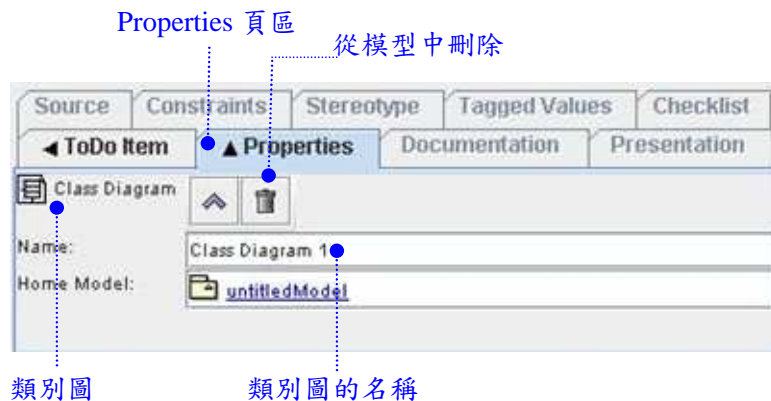 Properties 頁區
從模型中刪除
Source Constraints Stereotype Tagged Values Checklist
◀ ToDo Item ▲ Properties Documentation Presentation
Class Diagram
Name: Class Diagram 1
Home Model: untitledModel
類別圖 類別圖的名稱